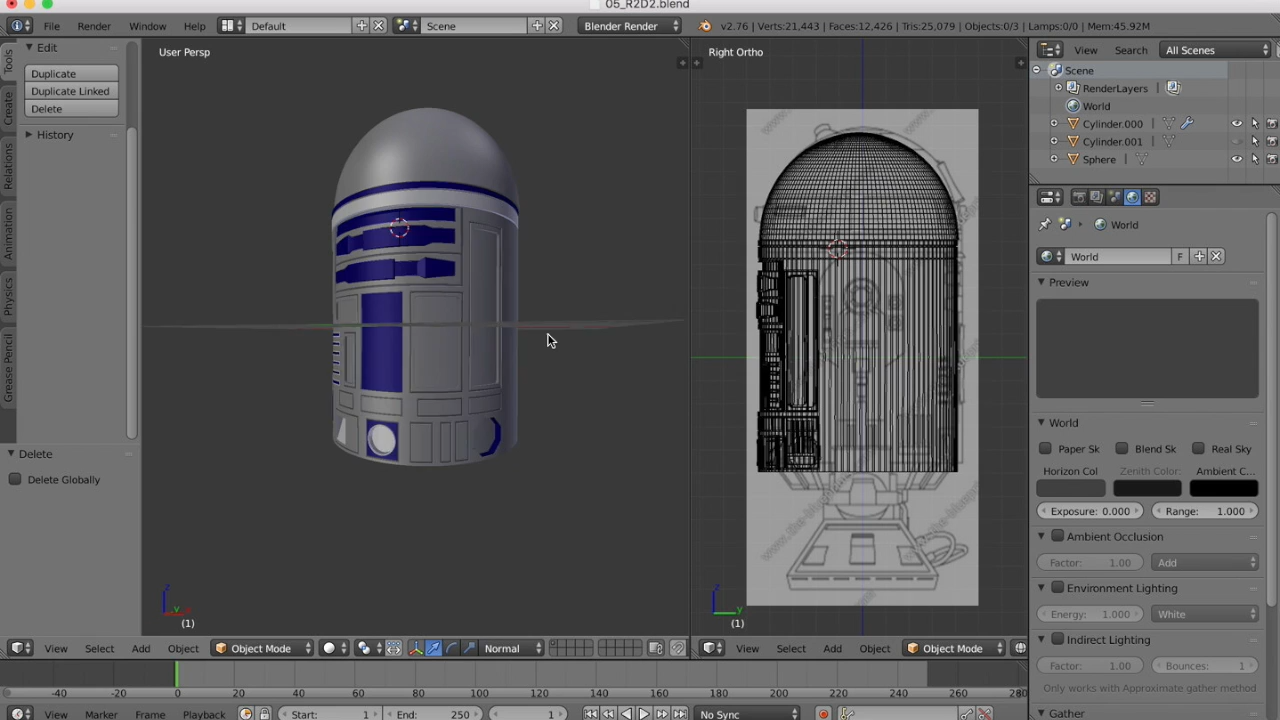 05_R2D2.blend
File Render Window Help Default Scene Blender Render v2.76 | Verts:21,443 | Faces:12,426 | Tris:25,079 | Objects:0/3 | Lamps:0/0 | Mem:45.92M
Tools
Create
Relations
Animation
Physics
Grease Pencil
Edit
Duplicate
Duplicate Linked
Delete
History
Delete
Delete Globally
User Persp
Z
Y
(1)
Right Ortho
Z
Y
(1)
View Search All Scenes
Scene
RenderLayers
World
Cylinder.000
Cylinder.001
Sphere
World
World F
Preview
World
Paper Sk Blend Sk Real Sky
Horizon Col Zenith Color: Ambient C...
Exposure: 0.000 Range: 1.000
Ambient Occlusion
Factor: 1.00 Add
Environment Lighting
Energy: 1.000 White
Indirect Lighting
Factor: 1.00 Bounces: 1
Only works with Approximate gather method
Gather
View Select Add Object Object Mode Normal
View Select Add Object Object Mode
-40 -20 0 20 40 60 80 100 120 140 160 180 200 220 240 260 280
View Marker Frame Playback Start: 1 End: 250 1 No Sync